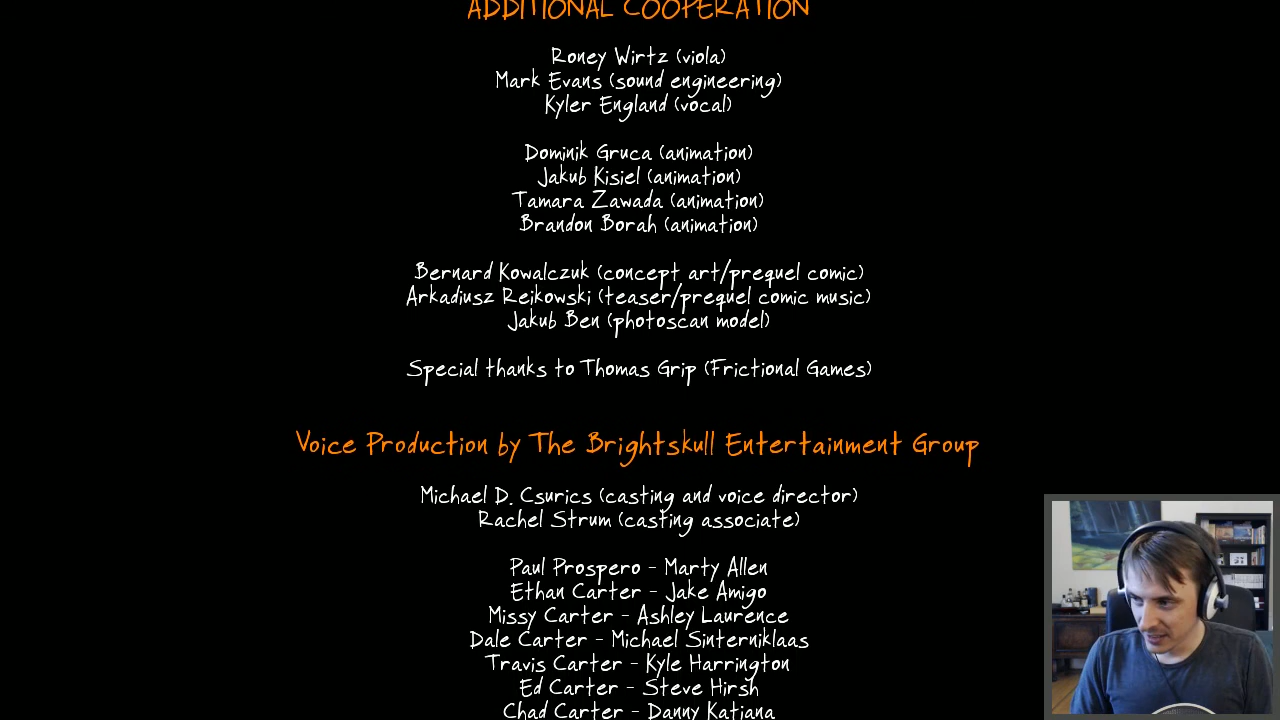 ADDITIONAL COOPERATION
Roney Wirtz (viola)
Mark Evans (sound engineering)
Kyler England (vocal)
Dominik Gruca (animation)
Jakub Kisiel (animation)
Tamara Zawada (animation)
Brandon Borah (animation)
Bernard Kowalczuk (concept art/prequel comic)
Arkadiusz Reikowski (teaser/prequel comic music)
Jakub Ben (photoscan model)
Special thanks to Thomas Grip (Frictional Games)
Voice Production by The Brightskull Entertainment Group
Michael D. Csurics (casting and voice director)
Rachel Strum (casting associate)
Paul Prospero - Marty Allen
Ethan Carter - Jake Amigo
Missy Carter - Ashley Laurence
Dale Carter - Michael Sinterniklaas
Travis Carter - Kyle Harrington
Ed Carter - Steve Hirsh
Chad Carter - Danny Katiana